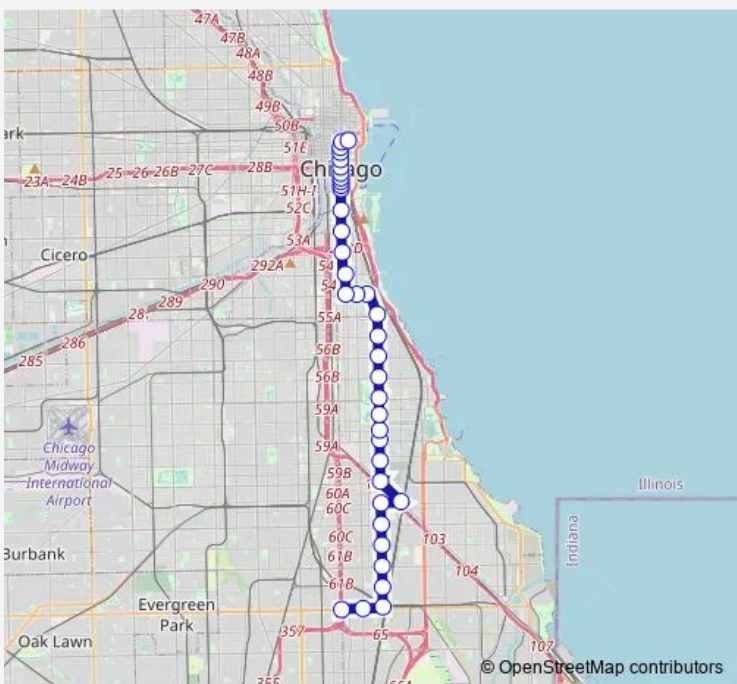 47A
47B
48A
48B
49B
50B
51E
Chicago
23A 24B 25 26 26B 27C 28B
51H-I
52C
53A
Cicero
292A
54
290
289
54
286
55A
285
56B
56B
59A
Chicago
Midway
International
Airport
59A
59B
60A
60C
Illinois
Indiana
60C
103
61B
104
Burbank
61B
Evergreen
Park
357
65
Oak Lawn
107
© OpenStreetMap contributors